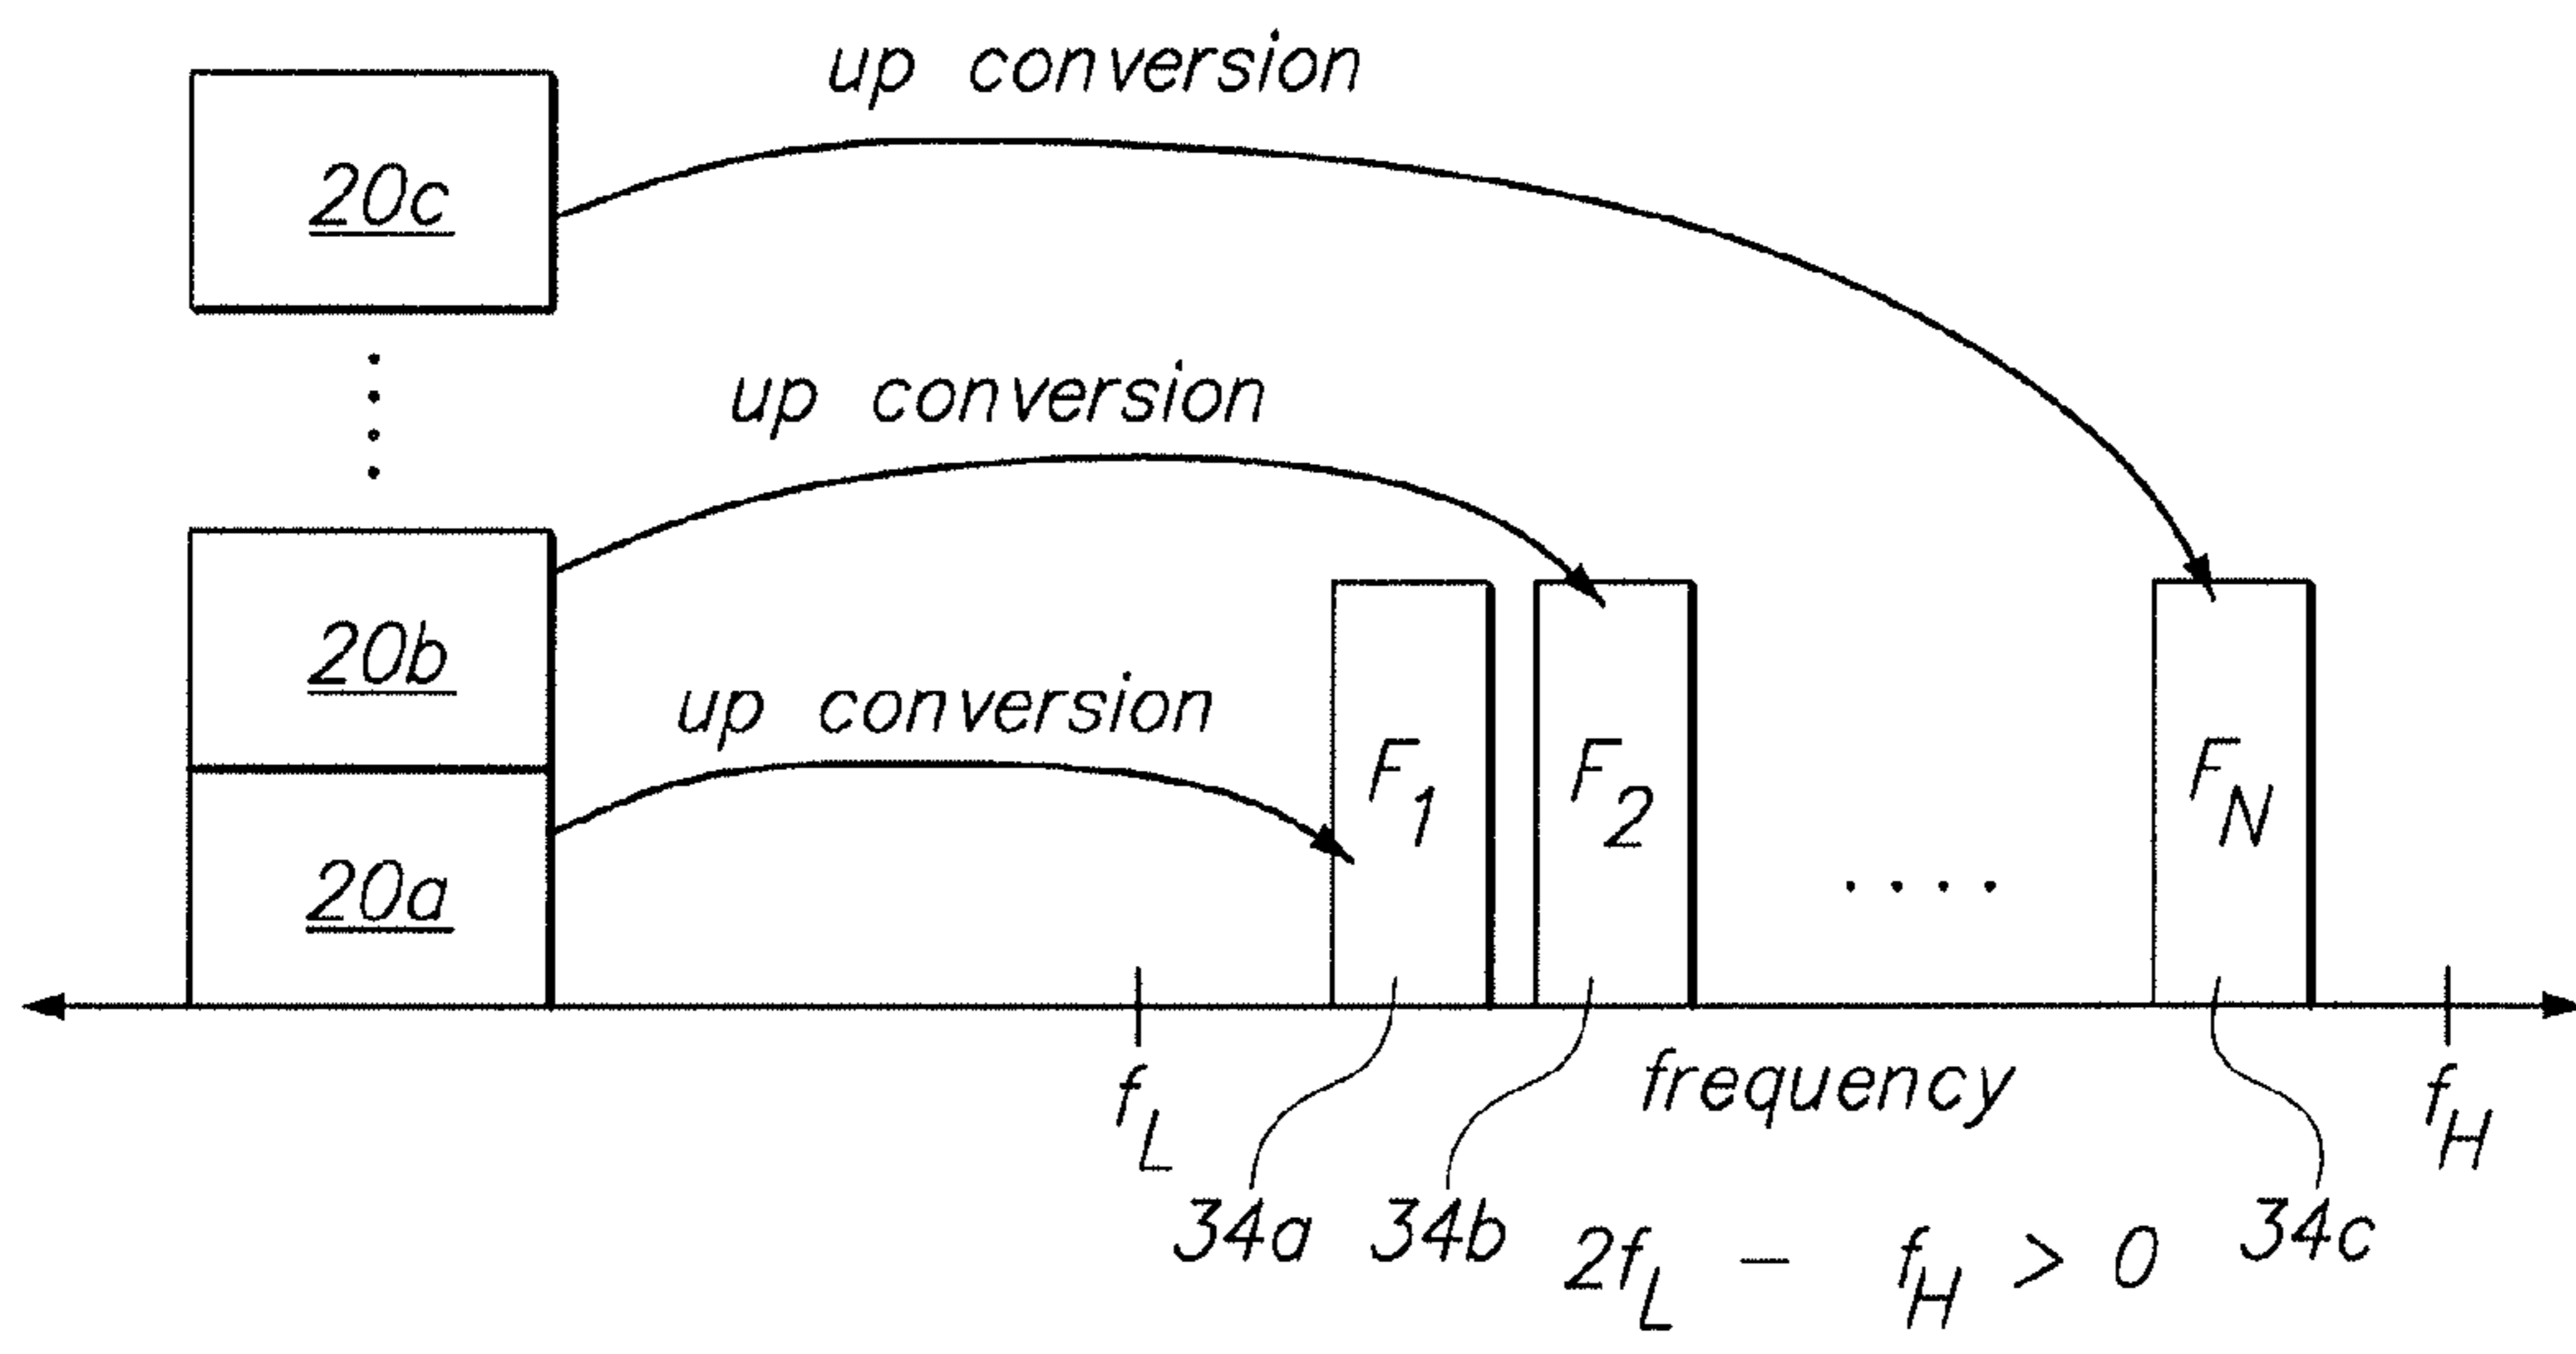 up conversion
20c
up conversion
20b
up conversion
F1 F2 FN
20a
fL frequency fH
34a 34b 2fL - fH > 0 34c